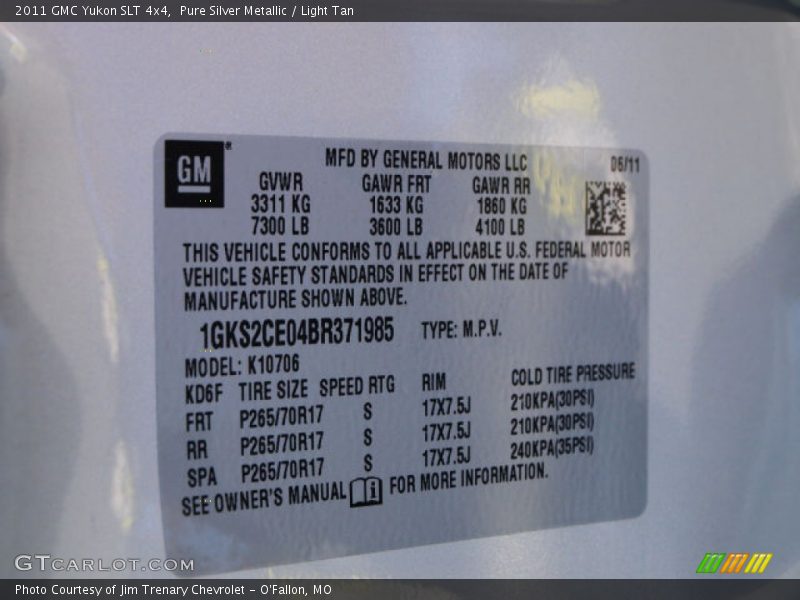 2011 GMC Yukon SLT 4x4, Pure Silver Metallic / Light Tan
GM
MFD BY GENERAL MOTORS LLC 06/11
GVWR GAWR FRT GAWR RR
3311 KG 1633 KG 1860 KG
7300 LB 3600 LB 4100 LB
THIS VEHICLE CONFORMS TO ALL APPLICABLE U.S. FEDERAL MOTOR
VEHICLE SAFETY STANDARDS IN EFFECT ON THE DATE OF
MANUFACTURE SHOWN ABOVE.
1GKS2CE04BR371985 TYPE: M.P.V.
MODEL: K10706
KD6F TIRE SIZE SPEED RTG RIM COLD TIRE PRESSURE
FRT P265/70R17 S 17X7.5J 210KPA(30PSI)
RR P265/70R17 S 17X7.5J 210KPA(30PSI)
SPA P265/70R17 S 17X7.5J 240KPA(35PSI)
SEE OWNER'S MANUAL FOR MORE INFORMATION.
GTCARLOT.COM
Photo Courtesy of Jim Trenary Chevrolet - O'Fallon, MO